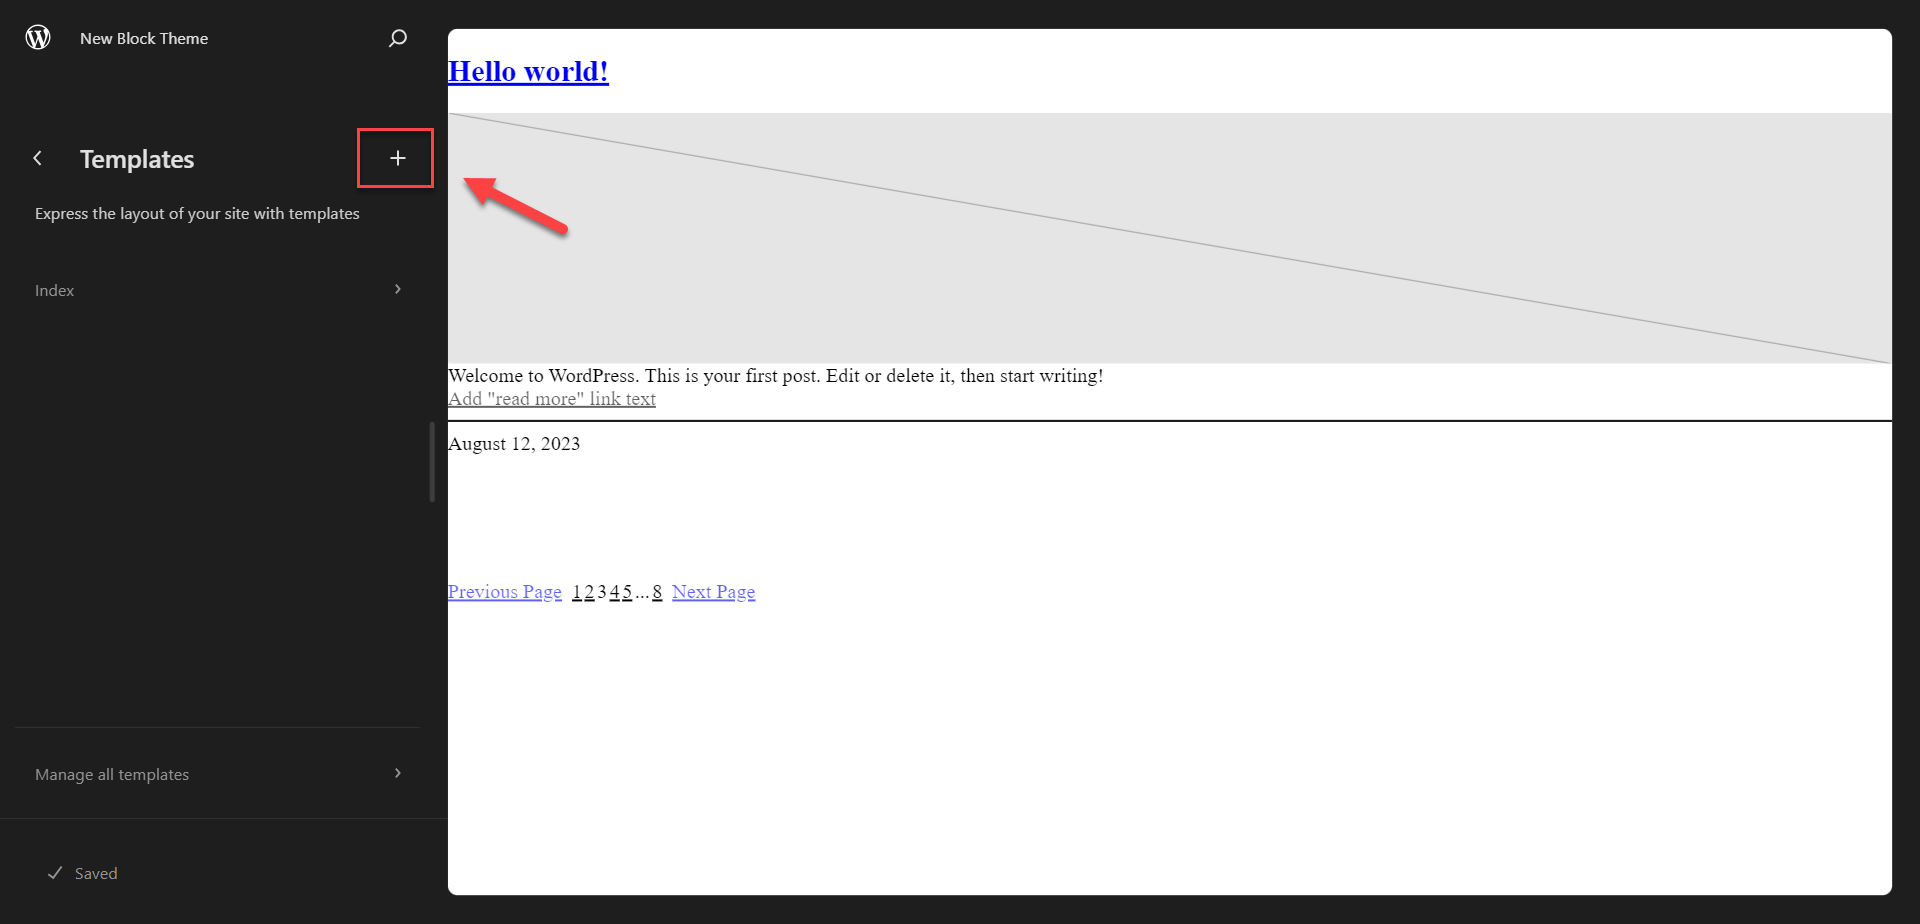 New Block Theme
Templates
Express the layout of your site with templates
Index
Manage all templates
Saved
Hello world!
Welcome to WordPress. This is your first post. Edit or delete it, then start writing!
Add "read more" link text
August 12, 2023
Previous Page 1 2 3 4 5 ... 8 Next Page